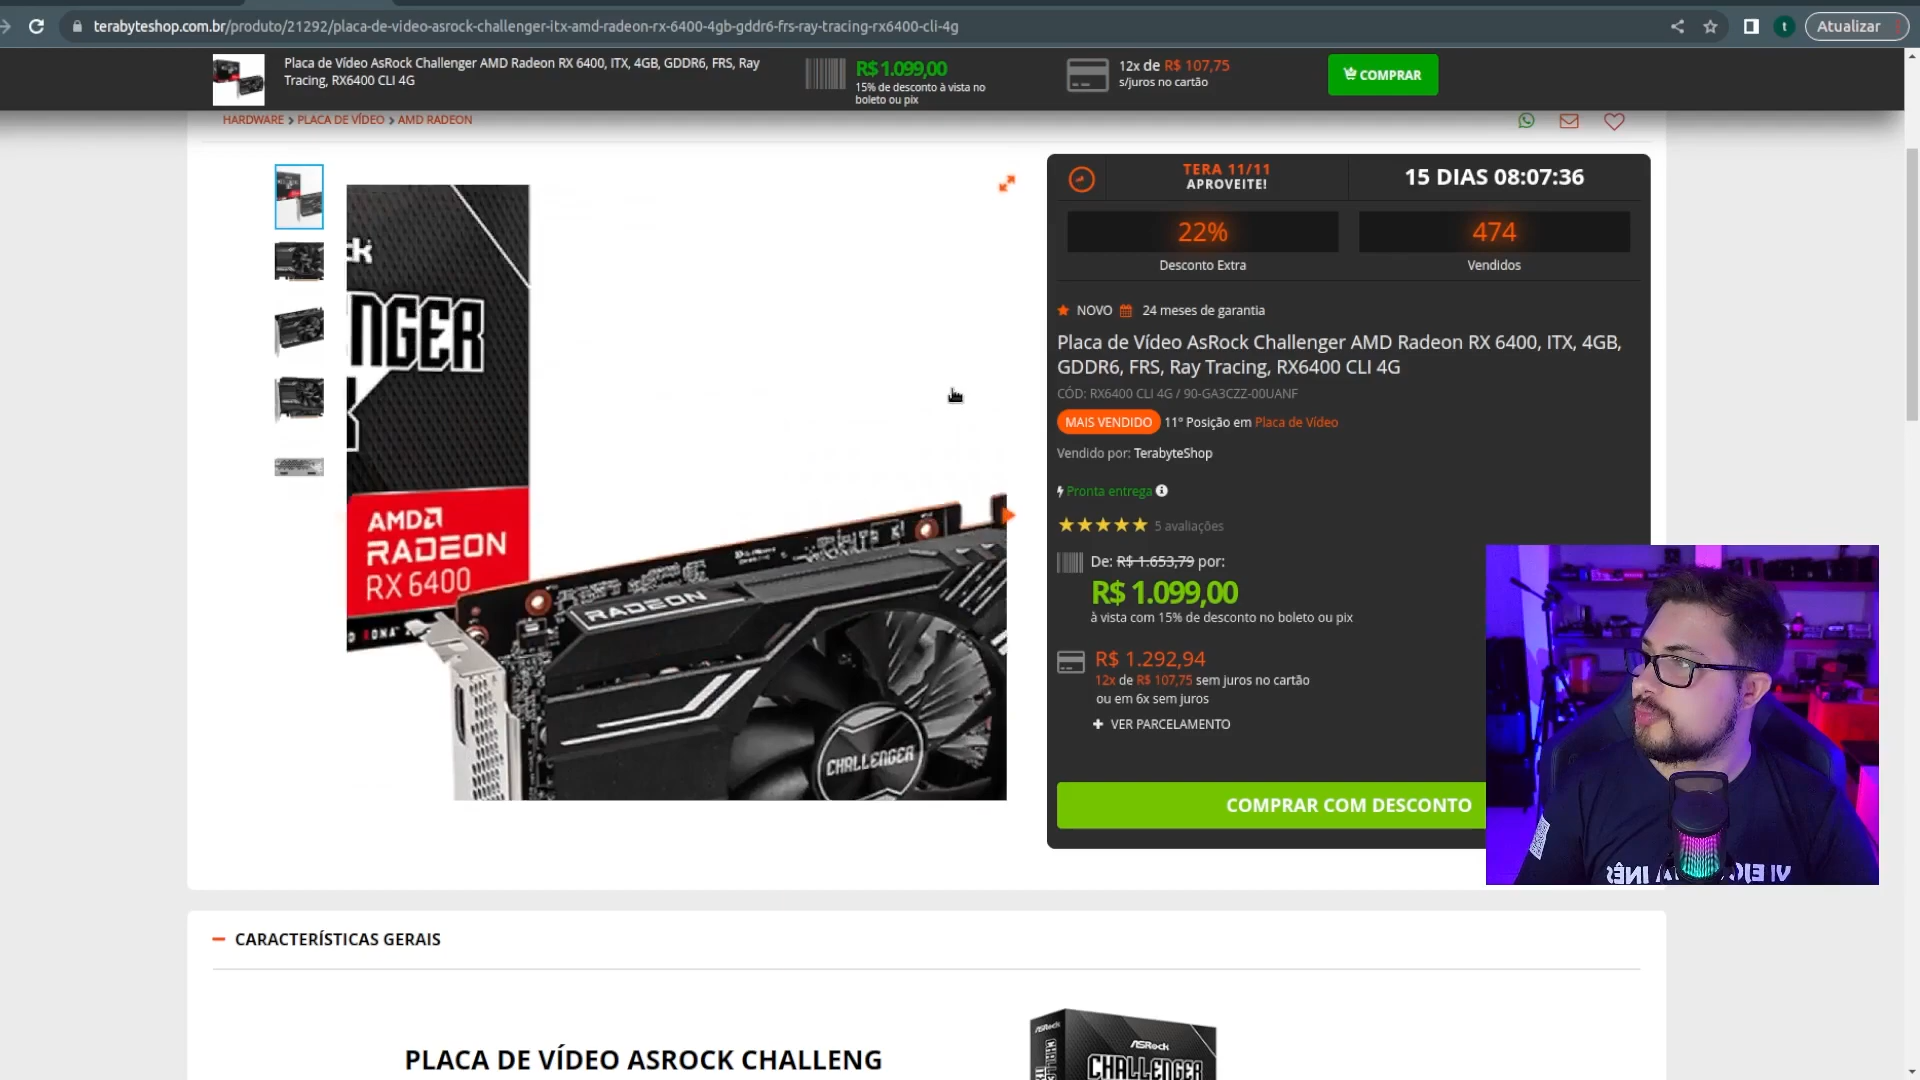 terabyteshop.com.br/produto/21292/placa-de-video-asrock-challenger-itx-amd-radeon-rx-6400-4gb-gddr6-frs-ray-tracing-rx6400-cli-4g
t
Atualizar
Placa de Vídeo AsRock Challenger AMD Radeon RX 6400, ITX, 4GB, GDDR6, FRS, Ray
Tracing, RX6400 CLI 4G
R$ 1.099,00
15% de desconto à vista no
boleto ou pix
12x de R$ 107,75
s/juros no cartão
COMPRAR
HARDWARE > PLACA DE VÍDEO > AMD RADEON
NGER
AMD
RADEON
RX 6400
RADEON
CHALLENGER
TERA 11/11
APROVEITE!
15 DIAS 08:07:36
22%
Desconto Extra
474
Vendidos
NOVO 24 meses de garantia
Placa de Vídeo AsRock Challenger AMD Radeon RX 6400, ITX, 4GB,
GDDR6, FRS, Ray Tracing, RX6400 CLI 4G
CÓD: RX6400 CLI 4G / 90-GA3CZZ-00UANF
MAIS VENDIDO 11º Posição em Placa de Vídeo
Vendido por: TerabyteShop
Pronta entrega
5 avaliações
De: R$ 1.653,79 por:
R$ 1.099,00
à vista com 15% de desconto no boleto ou pix
R$ 1.292,94
12x de R$ 107,75 sem juros no cartão
ou em 6x sem juros
+ VER PARCELAMENTO
COMPRAR COM DESCONTO
CARACTERÍSTICAS GERAIS
PLACA DE VÍDEO ASROCK CHALLENG
ASRock
CHALLENGER